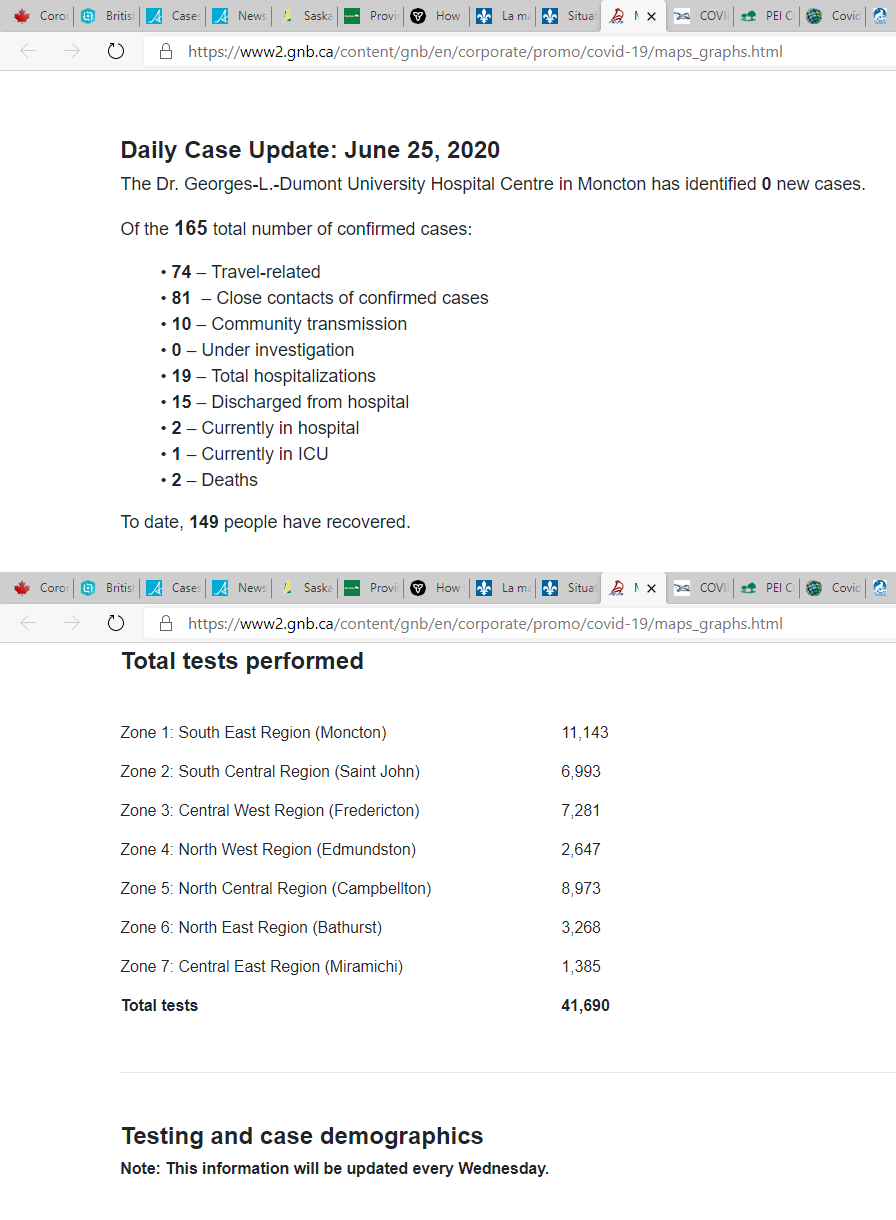 Coro Britis Case: News Saska Provi How La ma Situa COVI PEI C Covid
https://www2.gnb.ca/content/gnb/en/corporate/promo/covid-19/maps_graphs.html
Daily Case Update: June 25, 2020
The Dr. Georges-L.-Dumont University Hospital Centre in Moncton has identified 0 new cases.
Of the 165 total number of confirmed cases:
• 74 – Travel-related
• 81 – Close contacts of confirmed cases
• 10 – Community transmission
• 0 – Under investigation
• 19 – Total hospitalizations
• 15 – Discharged from hospital
• 2 – Currently in hospital
• 1 – Currently in ICU
• 2 – Deaths
To date, 149 people have recovered.
Coro Britis Case: News Saska Provi How La ma Situa COVI PEI C Covid
https://www2.gnb.ca/content/gnb/en/corporate/promo/covid-19/maps_graphs.html
Total tests performed
Zone 1: South East Region (Moncton) 11,143
Zone 2: South Central Region (Saint John) 6,993
Zone 3: Central West Region (Fredericton) 7,281
Zone 4: North West Region (Edmundston) 2,647
Zone 5: North Central Region (Campbellton) 8,973
Zone 6: North East Region (Bathurst) 3,268
Zone 7: Central East Region (Miramichi) 1,385
Total tests 41,690
Testing and case demographics
Note: This information will be updated every Wednesday.